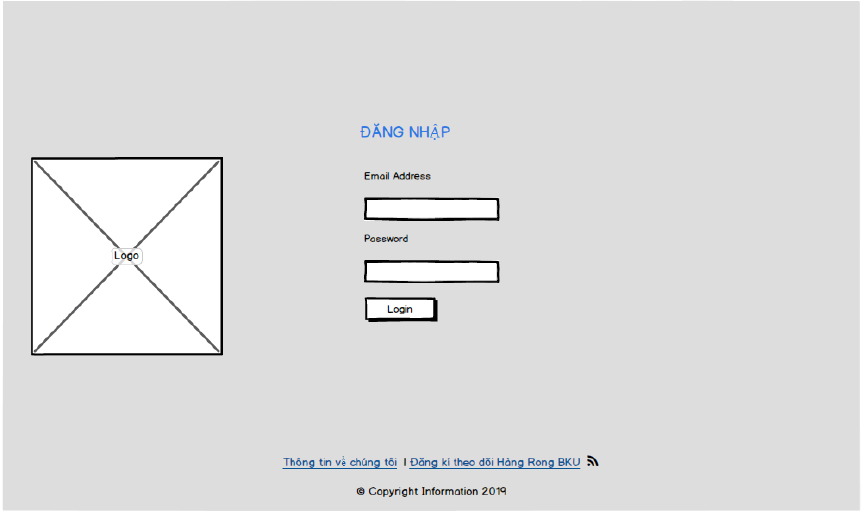 ĐĂNG NHẬP
Email Address
Password
Logo
Login
Thông tin về chúng tôi | Đăng kí theo dõi Hàng Rong BKU
© Copyright Information 2019